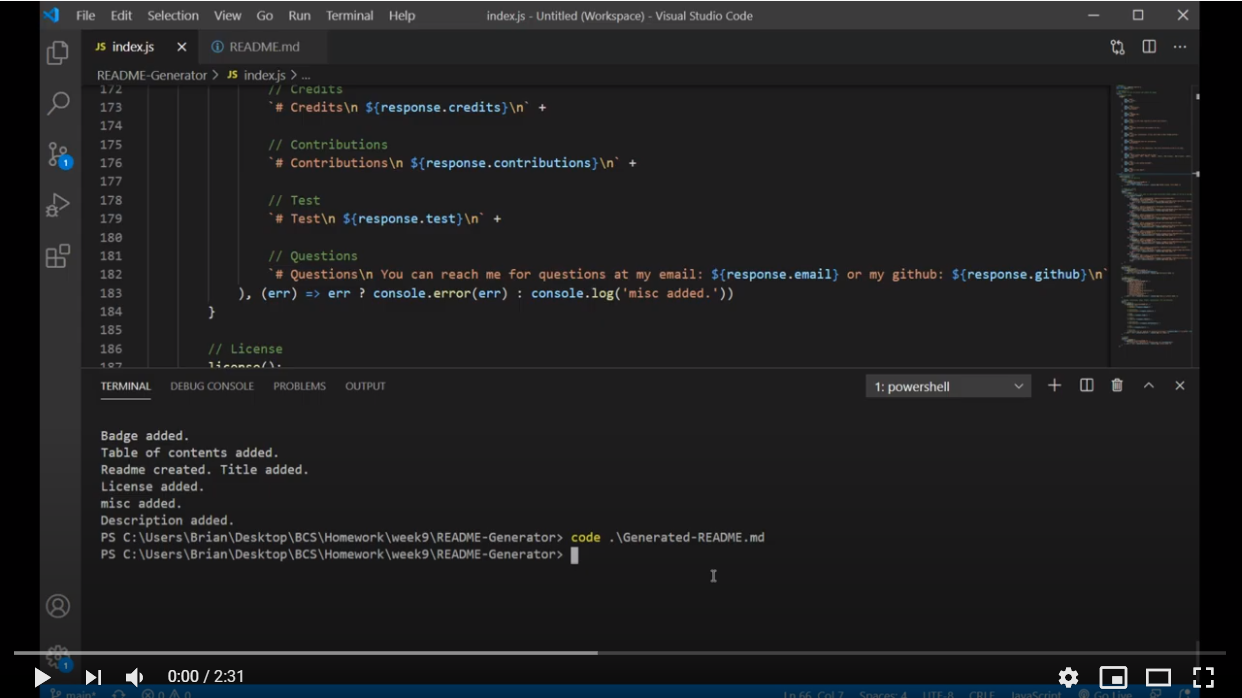 File Edit Selection View Go Run Terminal Help index.js - Untitled (Workspace) - Visual Studio Code
JS index.js README.md
README-Generator > JS index.js > ...
172 // Credits
173 `# Credits\n ${response.credits}\n` +
174
175 // Contributions
176 `# Contributions\n ${response.contributions}\n` +
177
178 // Test
179 `# Test\n ${response.test}\n` +
180
181 // Questions
182 `# Questions\n You can reach me for questions at my email: ${response.email} or my github: ${response.github}\n`
183 ), (err) => err ? console.error(err) : console.log('misc added.'))
184 }
185
186 // License
187 license();
TERMINAL DEBUG CONSOLE PROBLEMS OUTPUT 1: powershell
Badge added.
Table of contents added.
Readme created. Title added.
License added.
misc added.
Description added.
PS C:\Users\Brian\Desktop\BCS\Homework\week9\README-Generator> code .\Generated-README.md
PS C:\Users\Brian\Desktop\BCS\Homework\week9\README-Generator>
1
1
0:00 / 2:31
main* 0 0 Ln 66, Col 7 Spaces: 4 UTF-8 CRLF JavaScript Go Live